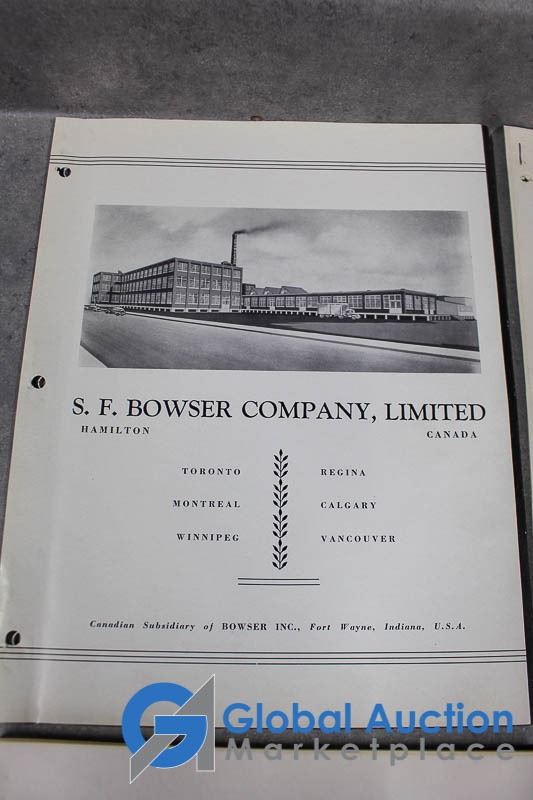 S. F. BOWSER COMPANY, LIMITED
HAMILTON CANADA
TORONTO REGINA
MONTREAL CALGARY
WINNIPEG VANCOUVER
Canadian Subsidiary of BOWSER INC., Fort Wayne, Indiana, U.S.A.
Global Auction
Marketplace